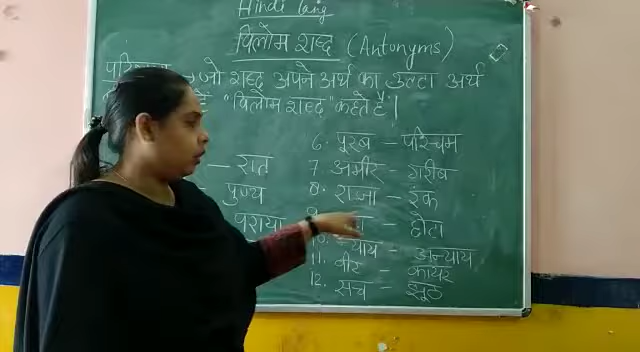 Hindi lang
विलोम शब्द (Antonyms)
जो शब्द अपने अर्थ का उल्टा अर्थ
"विलोम शब्द" कहते हैं।
6. पूरब - पश्चिम
- रात 7. अमीर - गरीब
- पुण्य 8. राजा - रंक
पराया - छोटा
10. न्याय - अन्याय
11. वीर - कायर
12. सच - झूठ